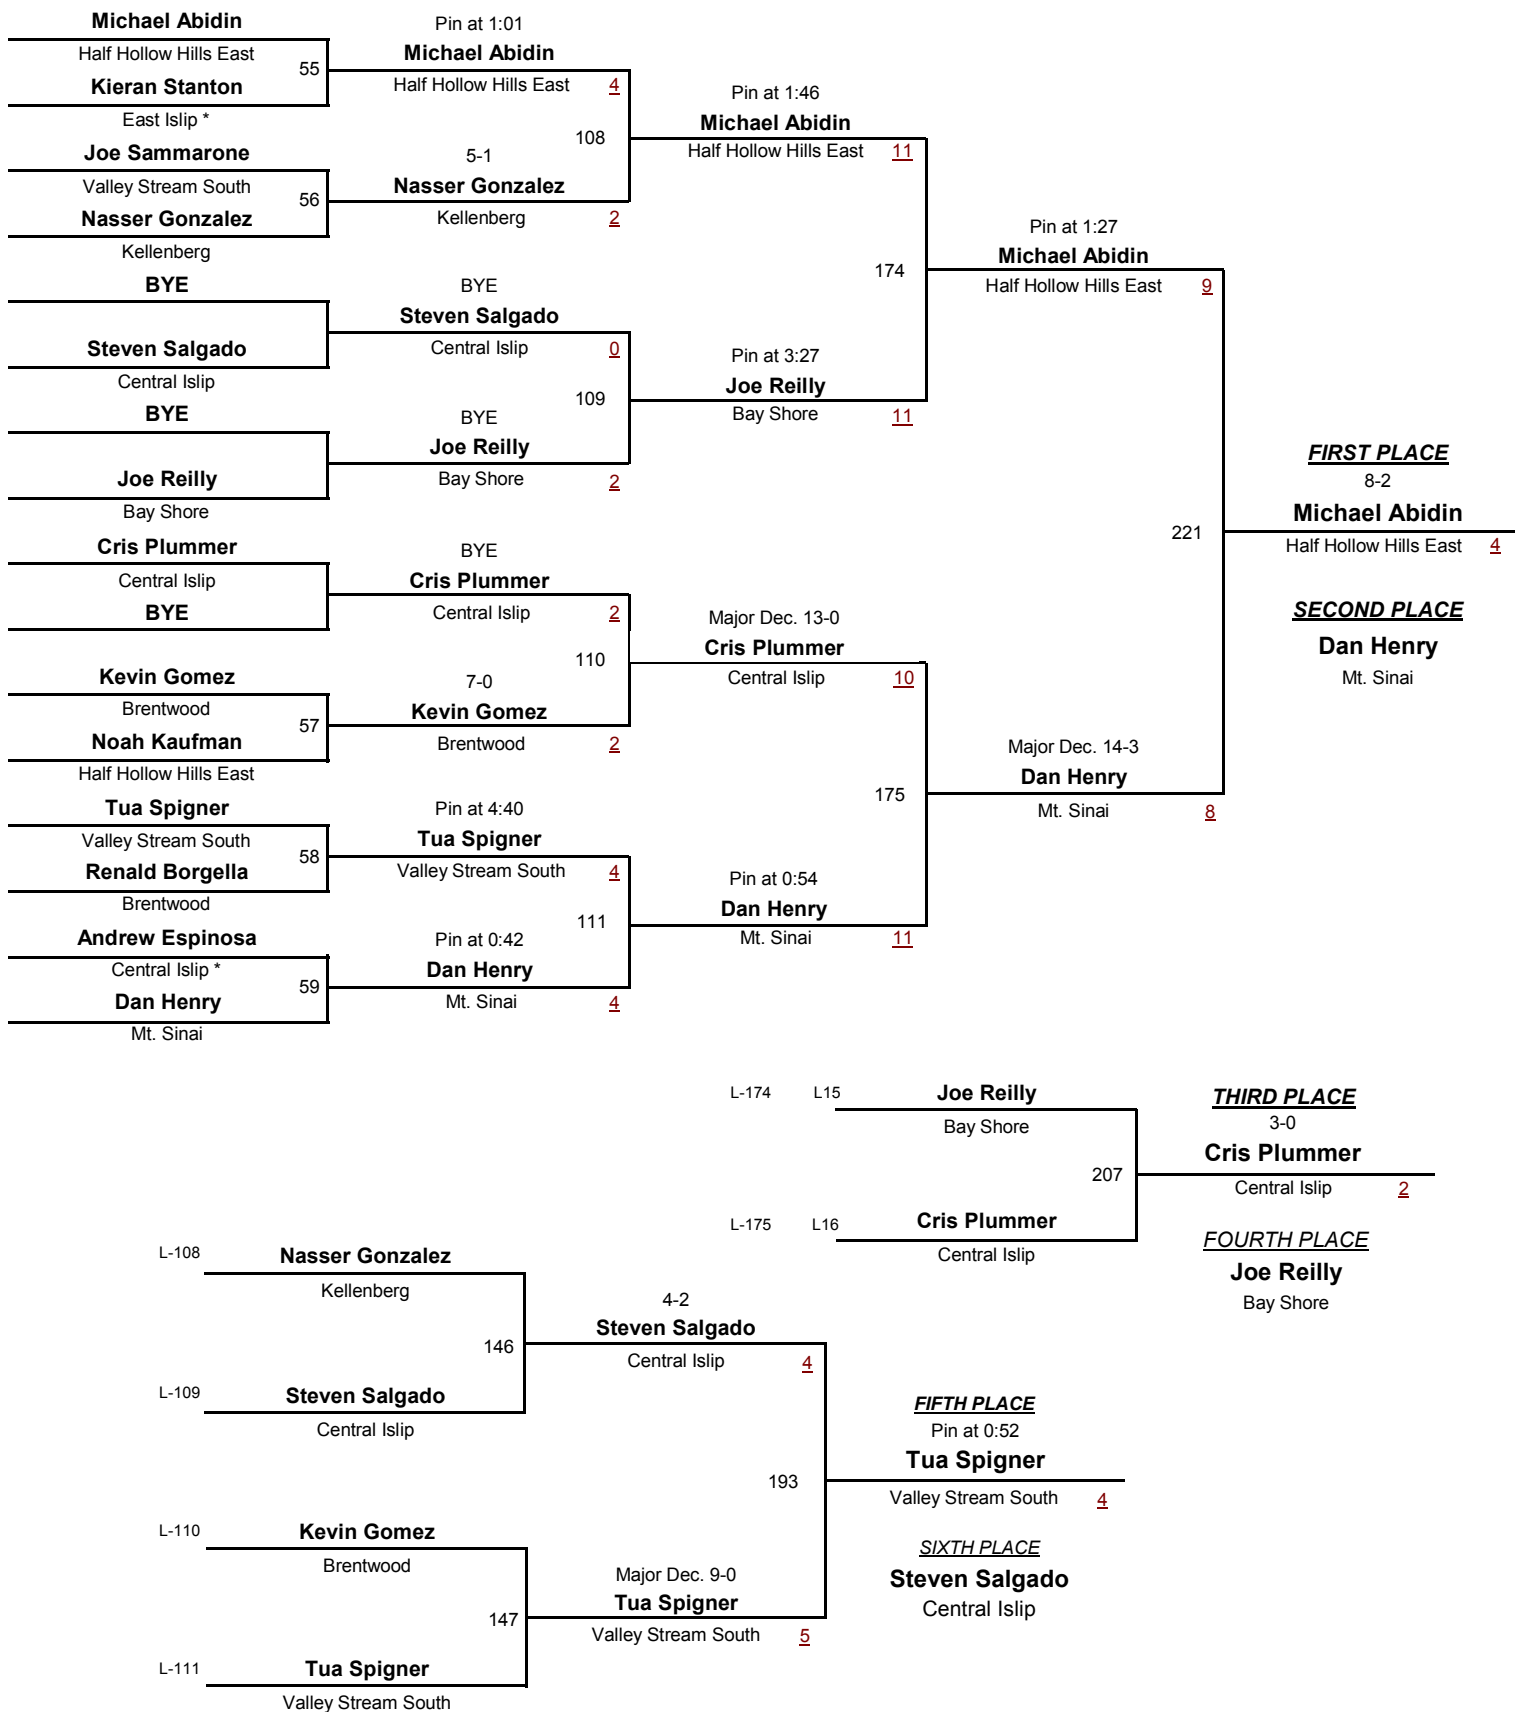 Michael Abidin
Half Hollow Hills East
55
Kieran Stanton
East Islip *
Joe Sammarone
Valley Stream South
56
Nasser Gonzalez
Kellenberg
BYE
Steven Salgado
Central Islip
BYE
Joe Reilly
Bay Shore
Cris Plummer
Central Islip
BYE
Kevin Gomez
Brentwood
57
Noah Kaufman
Half Hollow Hills East
Tua Spigner
Valley Stream South
58
Renald Borgella
Brentwood
Andrew Espinosa
Central Islip *
59
Dan Henry
Mt. Sinai
Pin at 1:01
Michael Abidin
Half Hollow Hills East 4
108
5-1
Nasser Gonzalez
Kellenberg 2
BYE
Steven Salgado
Central Islip 0
109
BYE
Joe Reilly
Bay Shore 2
BYE
Cris Plummer
Central Islip 2
110
7-0
Kevin Gomez
Brentwood 2
Pin at 4:40
Tua Spigner
Valley Stream South 4
111
Pin at 0:42
Dan Henry
Mt. Sinai 4
Pin at 1:46
Michael Abidin
Half Hollow Hills East 11
174
Pin at 3:27
Joe Reilly
Bay Shore 11
Major Dec. 13-0
Cris Plummer
Central Islip 10
175
Pin at 0:54
Dan Henry
Mt. Sinai 11
Pin at 1:27
Michael Abidin
Half Hollow Hills East 9
221
Major Dec. 14-3
Dan Henry
Mt. Sinai 8
FIRST PLACE
8-2
Michael Abidin
Half Hollow Hills East 4
SECOND PLACE
Dan Henry
Mt. Sinai
L-174 L15 Joe Reilly
Bay Shore
207
L-175 L16 Cris Plummer
Central Islip
THIRD PLACE
3-0
Cris Plummer
Central Islip 2
FOURTH PLACE
Joe Reilly
Bay Shore
L-108 Nasser Gonzalez
Kellenberg
146
L-109 Steven Salgado
Central Islip
L-110 Kevin Gomez
Brentwood
147
L-111 Tua Spigner
Valley Stream South
4-2
Steven Salgado
Central Islip 4
193
Major Dec. 9-0
Tua Spigner
Valley Stream South 5
FIFTH PLACE
Pin at 0:52
Tua Spigner
Valley Stream South 4
SIXTH PLACE
Steven Salgado
Central Islip